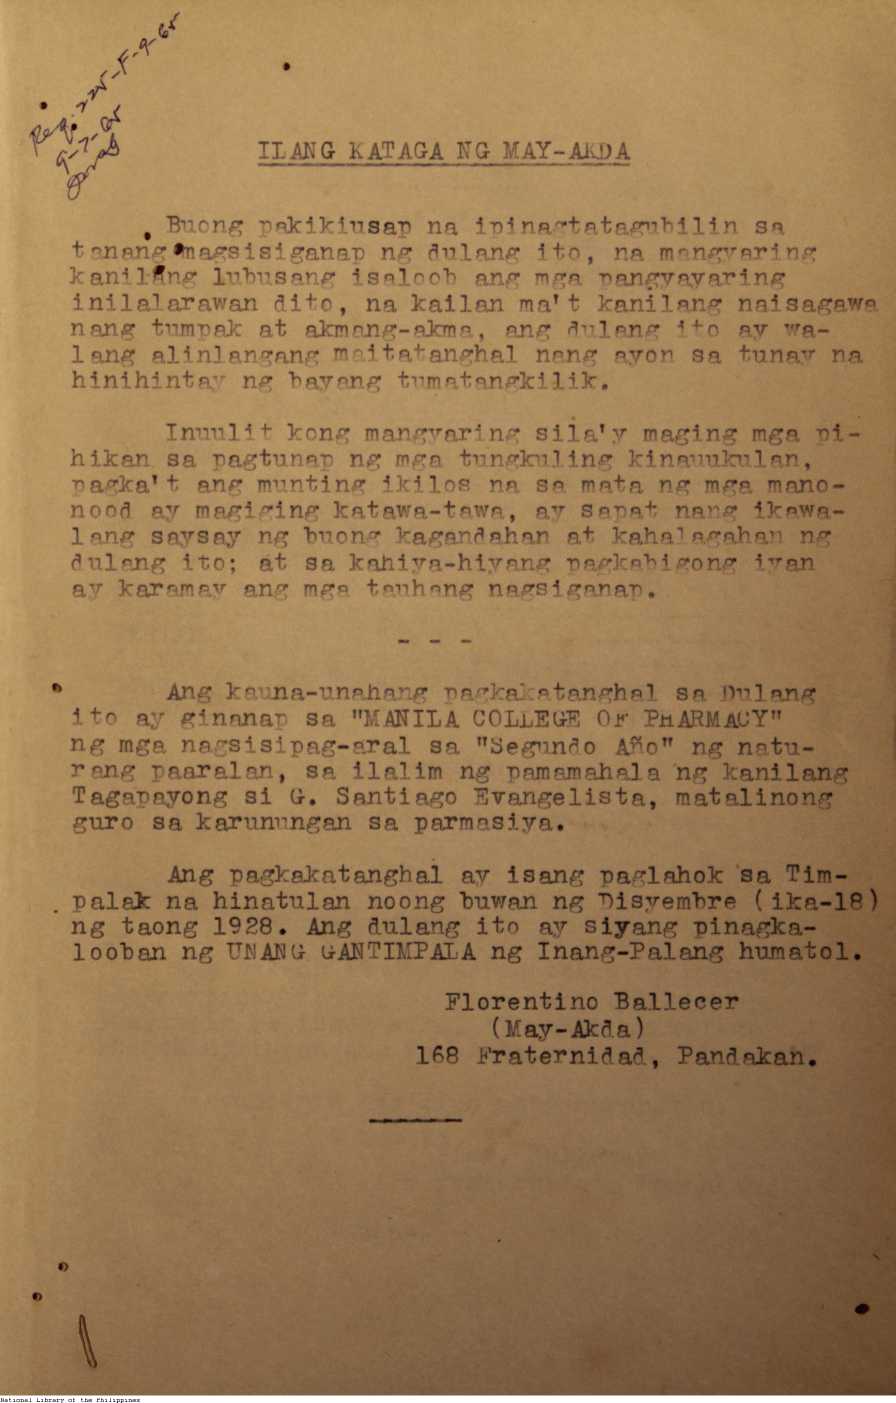 Reg. 225-F-9-65
9-7-65
ILANG KATAGA NG MAY-AKDA
Buong pakikiusap na ipinagtatagubilin sa
tanang magsisiganap ng dulang ito, na mangyaring
kanilang lubusang isaloob ang mga pangyayaring
inilalarawan dito, na kailan ma't kanilang naisagawa
nang tumpak at akmang-akma, ang dulang ito ay wa-
lang alinlangang maitatanghal nang ayon sa tunay na
hinihintay ng bayang tumatangkilik.
Inuulit kong mangyaring sila'y maging mga pi-
hikan sa pagtunap ng mga tungkuling kinauukulan,
pagka't ang munting ikilos na sa mata ng mga mano-
nood ay magiging katawa-tawa, ay sapat nang ikawa-
lang saysay ng buong kagandahan at kahalagahan ng
dulang ito; at sa kahiya-hiyang pagkabigong iyan
ay karamay ang mga tauhang nagsiganap.
- - -
Ang kauna-unahang pagkakatanghal sa Dulang
ito ay ginanap sa "MANILA COLLEGE OF PHARMACY"
ng mga nagsisipag-aral sa "Segundo Año" ng natu-
rang paaralan, sa ilalim ng pamamahala ng kanilang
Tagapayong si G. Santiago Evangelista, matalinong
guro sa karunungan sa parmasiya.
Ang pagkakatanghal ay isang paglahok sa Tim-
palak na hinatulan noong buwan ng Disyembre (ika-18)
ng taong 1928. Ang dulang ito ay siyang pinagka-
looban ng UNANG GANTIMPALA ng Inang-Palang humatol.
Florentino Ballecer
(May-Akda)
168 Fraternidad, Pandakan.
National Library of the Philippines